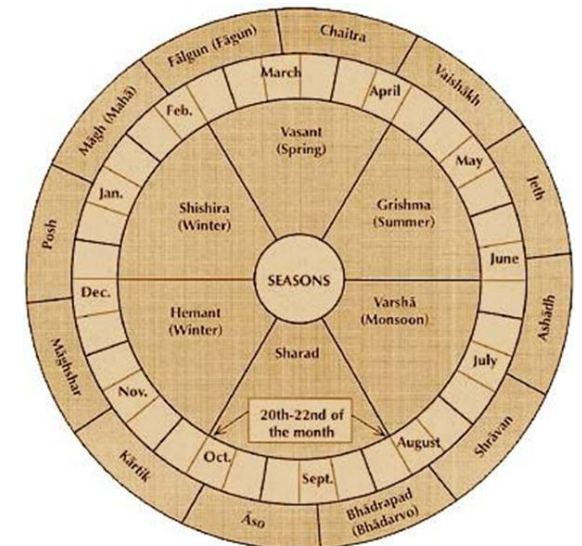 Chaitra
Vaishākh
Jeth
Ashādh
Shrāvan
Bhādrapad
(Bhādarvo)
Āso
Kārtik
Māghshar
Posh
Māgh (Mahā)
Fālgun (Fāgun)
March
April
May
June
July
August
Sept.
Oct.
Nov.
Dec.
Jan.
Feb.
Vasant
(Spring)
Grishma
(Summer)
Varshā
(Monsoon)
Sharad
Hemant
(Winter)
Shishira
(Winter)
SEASONS
20th-22nd of
the month